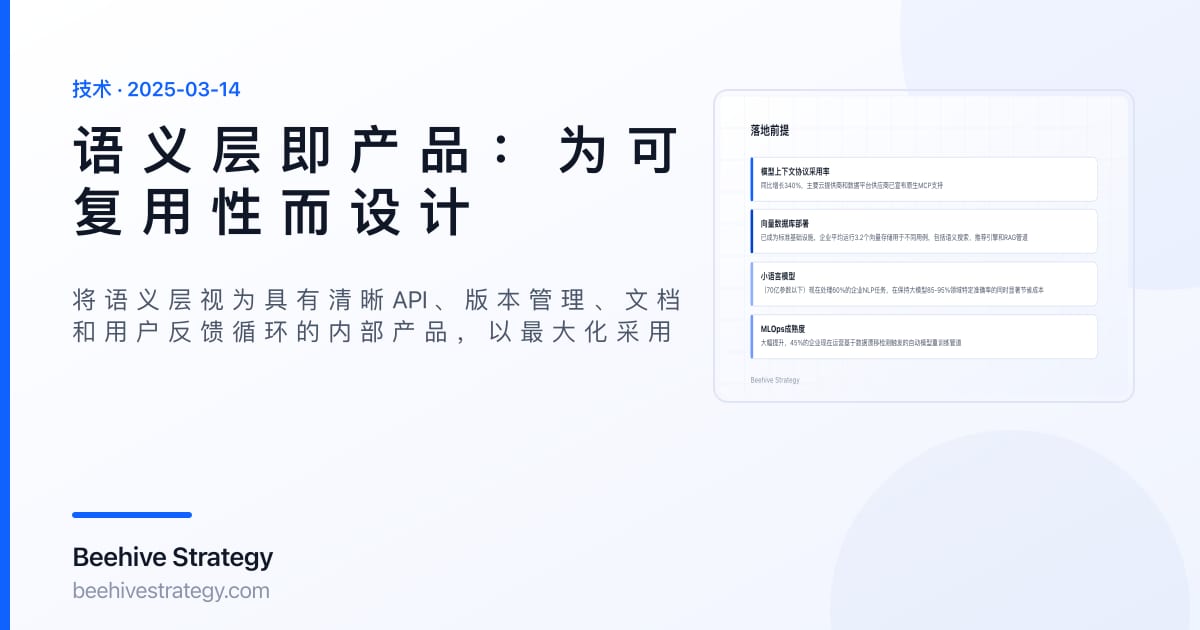 技术 · 2025-03-14
语义层即产品：为可
复用性而设计
将语义层视为具有清晰 API、版本管理、文档
和用户反馈循环的内部产品，以最大化采用
Beehive Strategy
beehivestrategy.com
落地前提
模型上下文协议采用率
同比增长340%，主要云提供商和数据平台供应商已宣布原生MCP支持
向量数据库部署
已成为标准基础设施，企业平均运行3.2个向量存储用于不同用例，包括语义搜索、推荐引擎和RAG管道
小语言模型
（70亿参数以下）现在处理60%的企业NLP任务，在保持大模型85-95%领域特定准确率的同时显著节省成本
MLOps成熟度
大幅提升，45%的企业现在运营基于数据漂移检测触发的自动模型重训练管道
Beehive Strategy